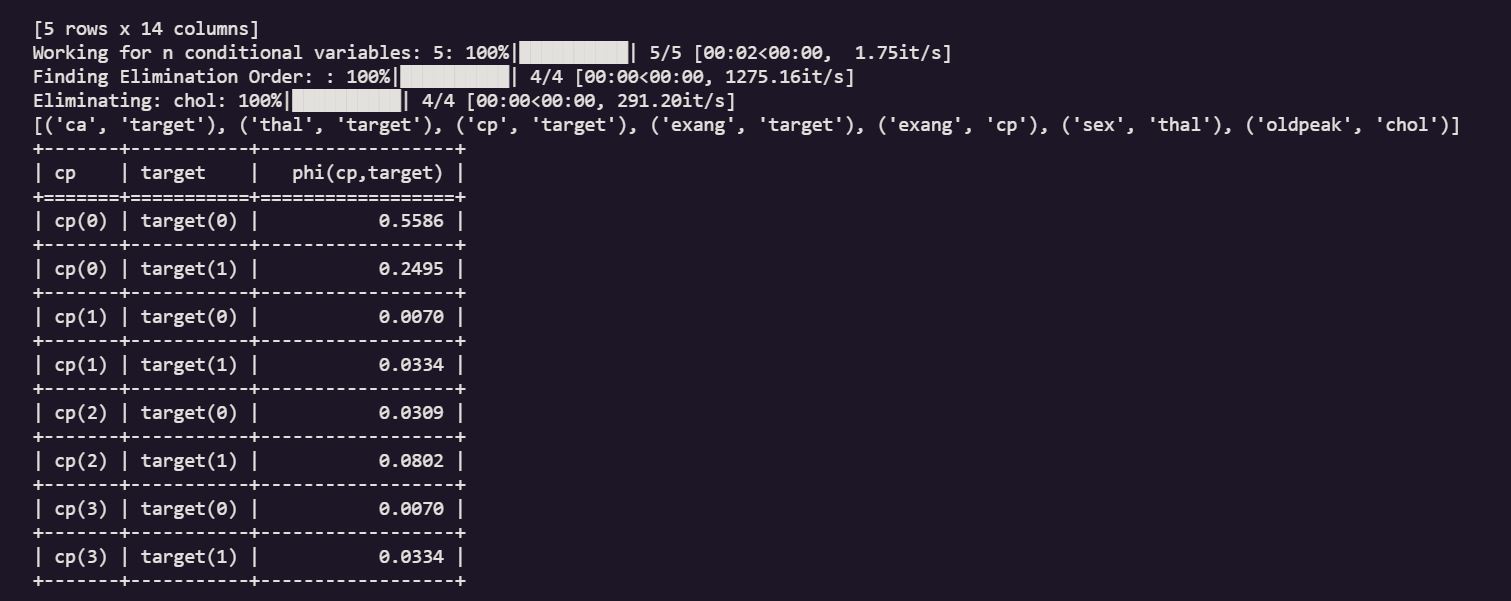 [5 rows x 14 columns]
Working for n conditional variables: 5: 100%|██████████| 5/5 [00:02<00:00,  1.75it/s]
Finding Elimination Order: : 100%|██████████| 4/4 [00:00<00:00, 1275.16it/s]
Eliminating: chol: 100%|██████████| 4/4 [00:00<00:00, 291.20it/s]
[('ca', 'target'), ('thal', 'target'), ('cp', 'target'), ('exang', 'target'), ('exang', 'cp'), ('sex', 'thal'), ('oldpeak', 'chol')]
+-------+-----------+------------------+
| cp    | target    |   phi(cp,target) |
+=======+===========+==================+
| cp(0) | target(0) |           0.5586 |
+-------+-----------+------------------+
| cp(0) | target(1) |           0.2495 |
+-------+-----------+------------------+
| cp(1) | target(0) |           0.0070 |
+-------+-----------+------------------+
| cp(1) | target(1) |           0.0334 |
+-------+-----------+------------------+
| cp(2) | target(0) |           0.0309 |
+-------+-----------+------------------+
| cp(2) | target(1) |           0.0802 |
+-------+-----------+------------------+
| cp(3) | target(0) |           0.0070 |
+-------+-----------+------------------+
| cp(3) | target(1) |           0.0334 |
+-------+-----------+------------------+